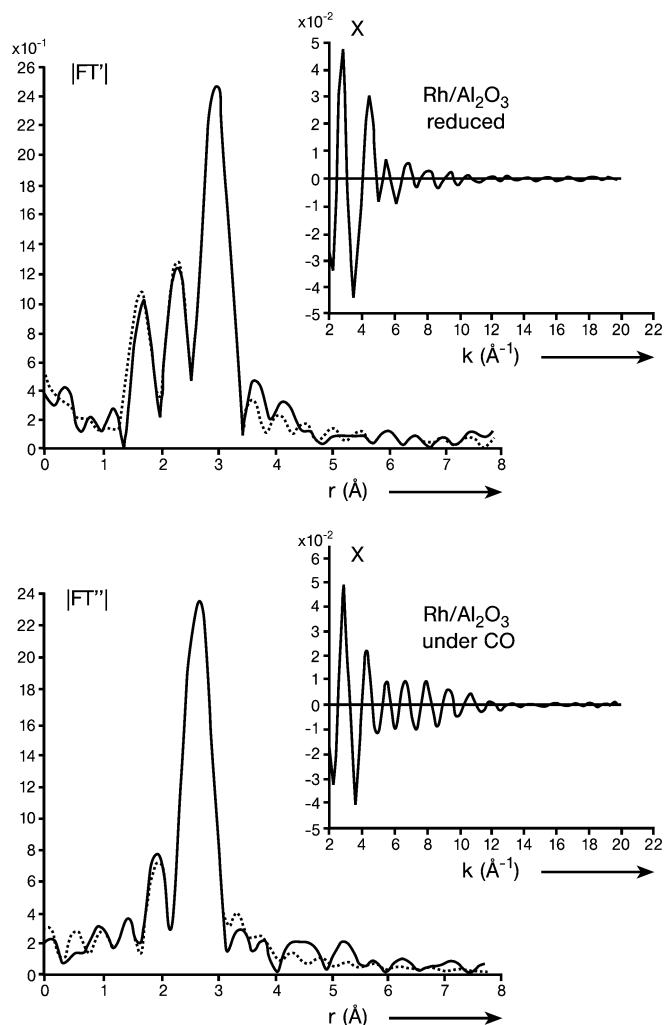 x10⁻¹
|FT'|
26
24
22
20
18
16
14
12
10
8
6
4
2
0
0 1 2 3 4 5 6 7 8
r (Å)
x10⁻²
X
Rh/Al₂O₃
reduced
5
4
3
2
1
0
-1
-2
-3
-4
-5
2 4 6 8 10 12 14 16 18 20 22
k (Å⁻¹)
|FT''|
24
22
20
18
16
14
12
10
8
6
4
2
0
0 1 2 3 4 5 6 7 8
r (Å)
x10⁻²
X
Rh/Al₂O₃
under CO
6
5
4
3
2
1
0
-1
-2
-3
-4
-5
2 4 6 8 10 12 14 16 18 20 22
k (Å⁻¹)